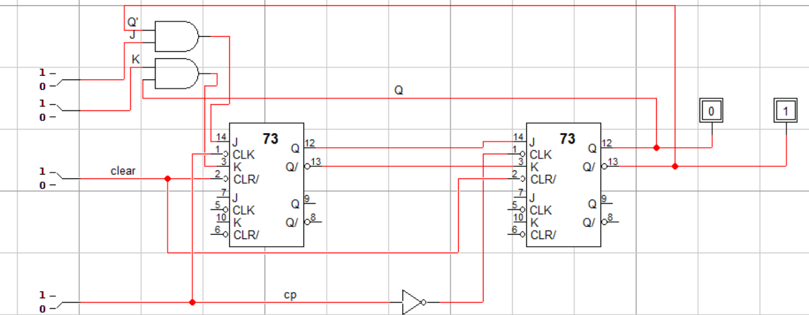 Q'
J
K
1
0
1
0
Q
0
1
73
14 J Q 12
1 CLK
3 K Q/ 13
2 CLR/
7 J Q 9
5 CLK
10 K Q/ 8
6 CLR/
73
14 J Q 12
1 CLK
3 K Q/ 13
2 CLR/
7 J Q 9
5 CLK
10 K Q/ 8
6 CLR/
1
0
clear
1
0
cp